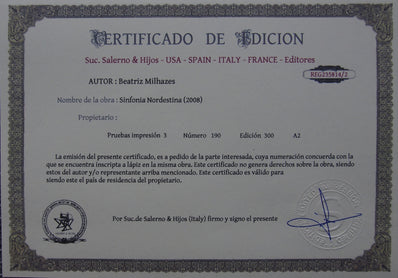 CERTIFICADO DE EDICION
Suc. Salerno & Hijos - USA - SPAIN - ITALY - FRANCE - Editores
REG235814/2
AUTOR : Beatriz Milhazes
Nombre de la obra : Sinfonia Nordestina (2008)
Propietario :
Pruebas impresión 3 Número 190 Edición 300 A2
La emisión del presente certificado, es a pedido de la parte interesada, cuya numeración concuerda con la
que se encuentra inscripta a lápiz en la misma obra. Este certificado no genera derechos sobre la obra, siendo
estos del autor y/o representante arriba mencionado. Este certificado es válido para
siendo este el país de residencia del propietario.
Por Suc.de Salerno & Hijos (Italy) firmo y signo el presente